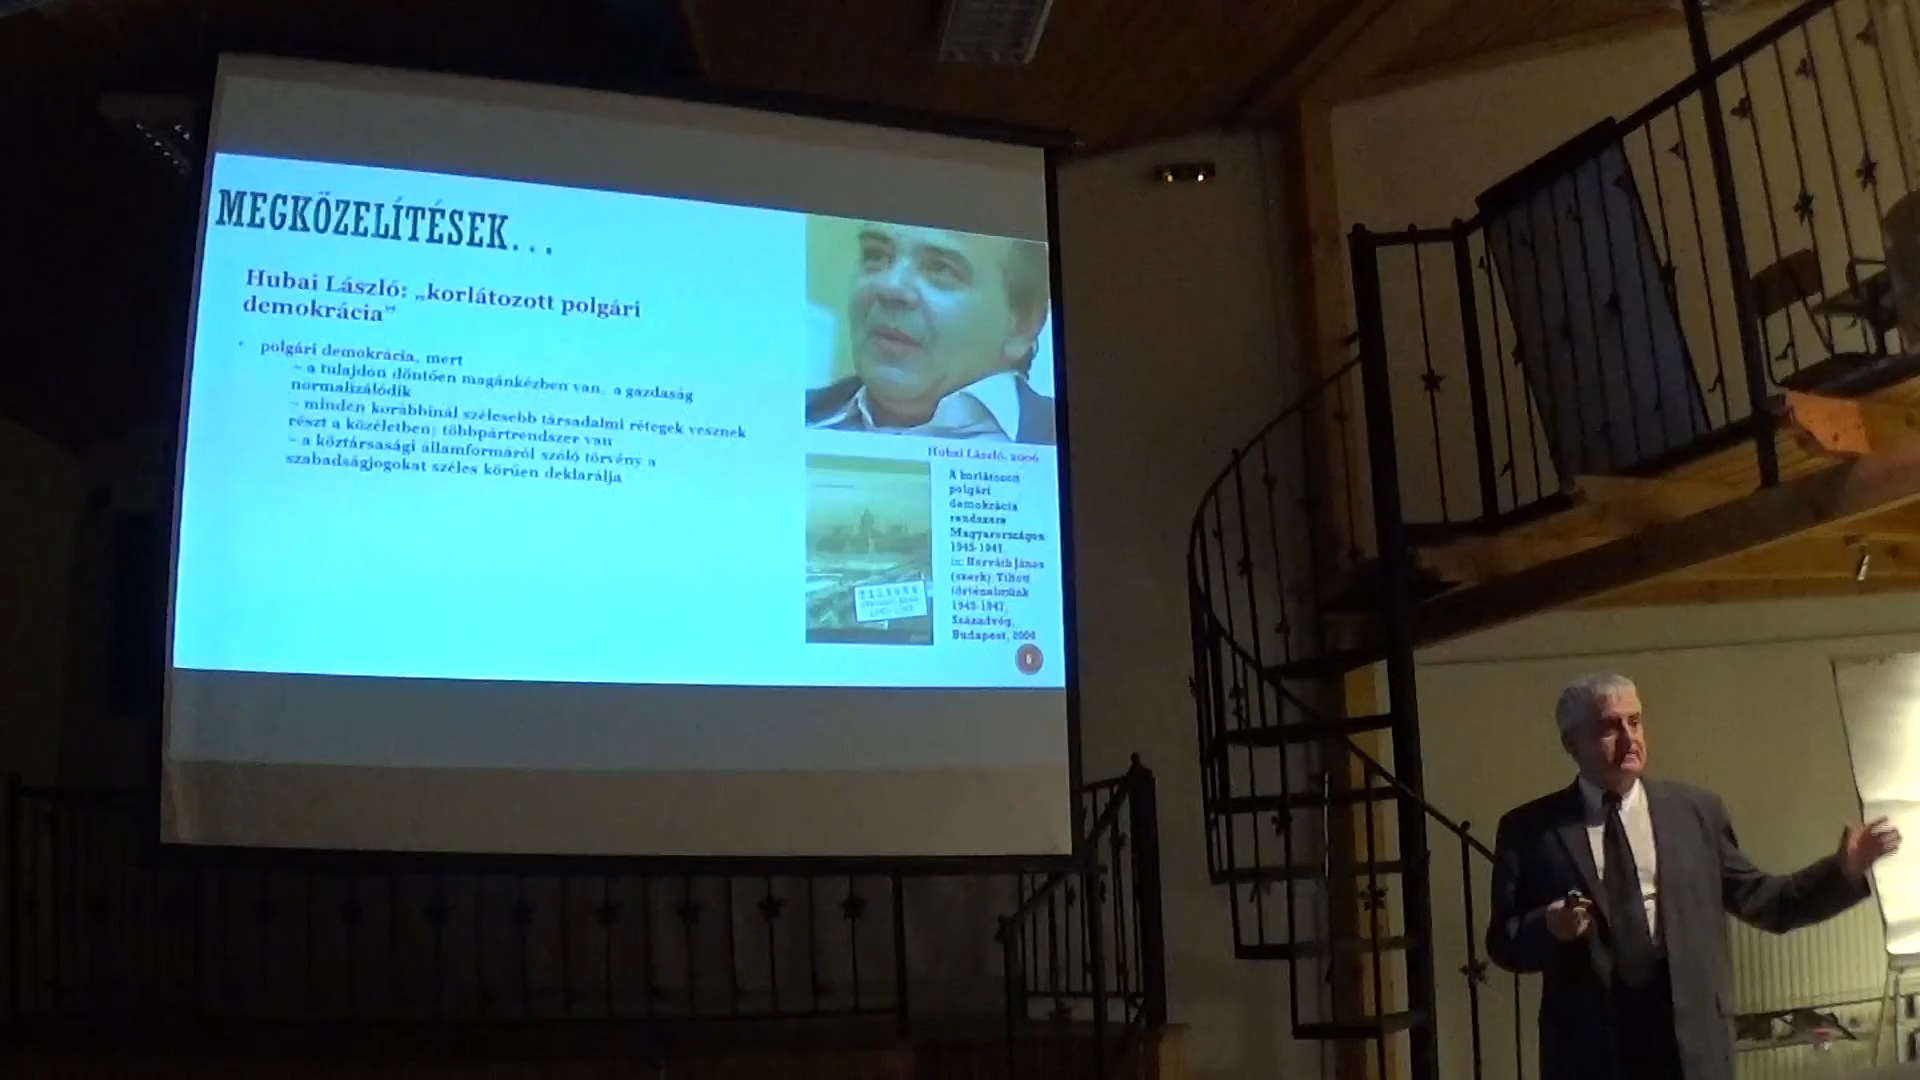 MEGKÖZELÍTÉSEK...
Hubai László: „korlátozott polgári
demokrácia”
• polgári demokrácia, mert
– a tulajdon döntően magánkézben van, a gazdaság
normalizálódik
– minden korábbinál szélesebb társadalmi rétegek vesznek
részt a közéletben; többpártrendszer van
– a köztársasági államformáról szóló törvény a
szabadságjogokat széles körűen deklarálja
Hubai László, 2006
A korlátozott
polgári
demokrácia
rendszere
Magyarországon
1945-1947.
in: Horváth János
(szerk): Tiltott
történelmünk
1945-1947,
Századvég,
Budapest, 2006